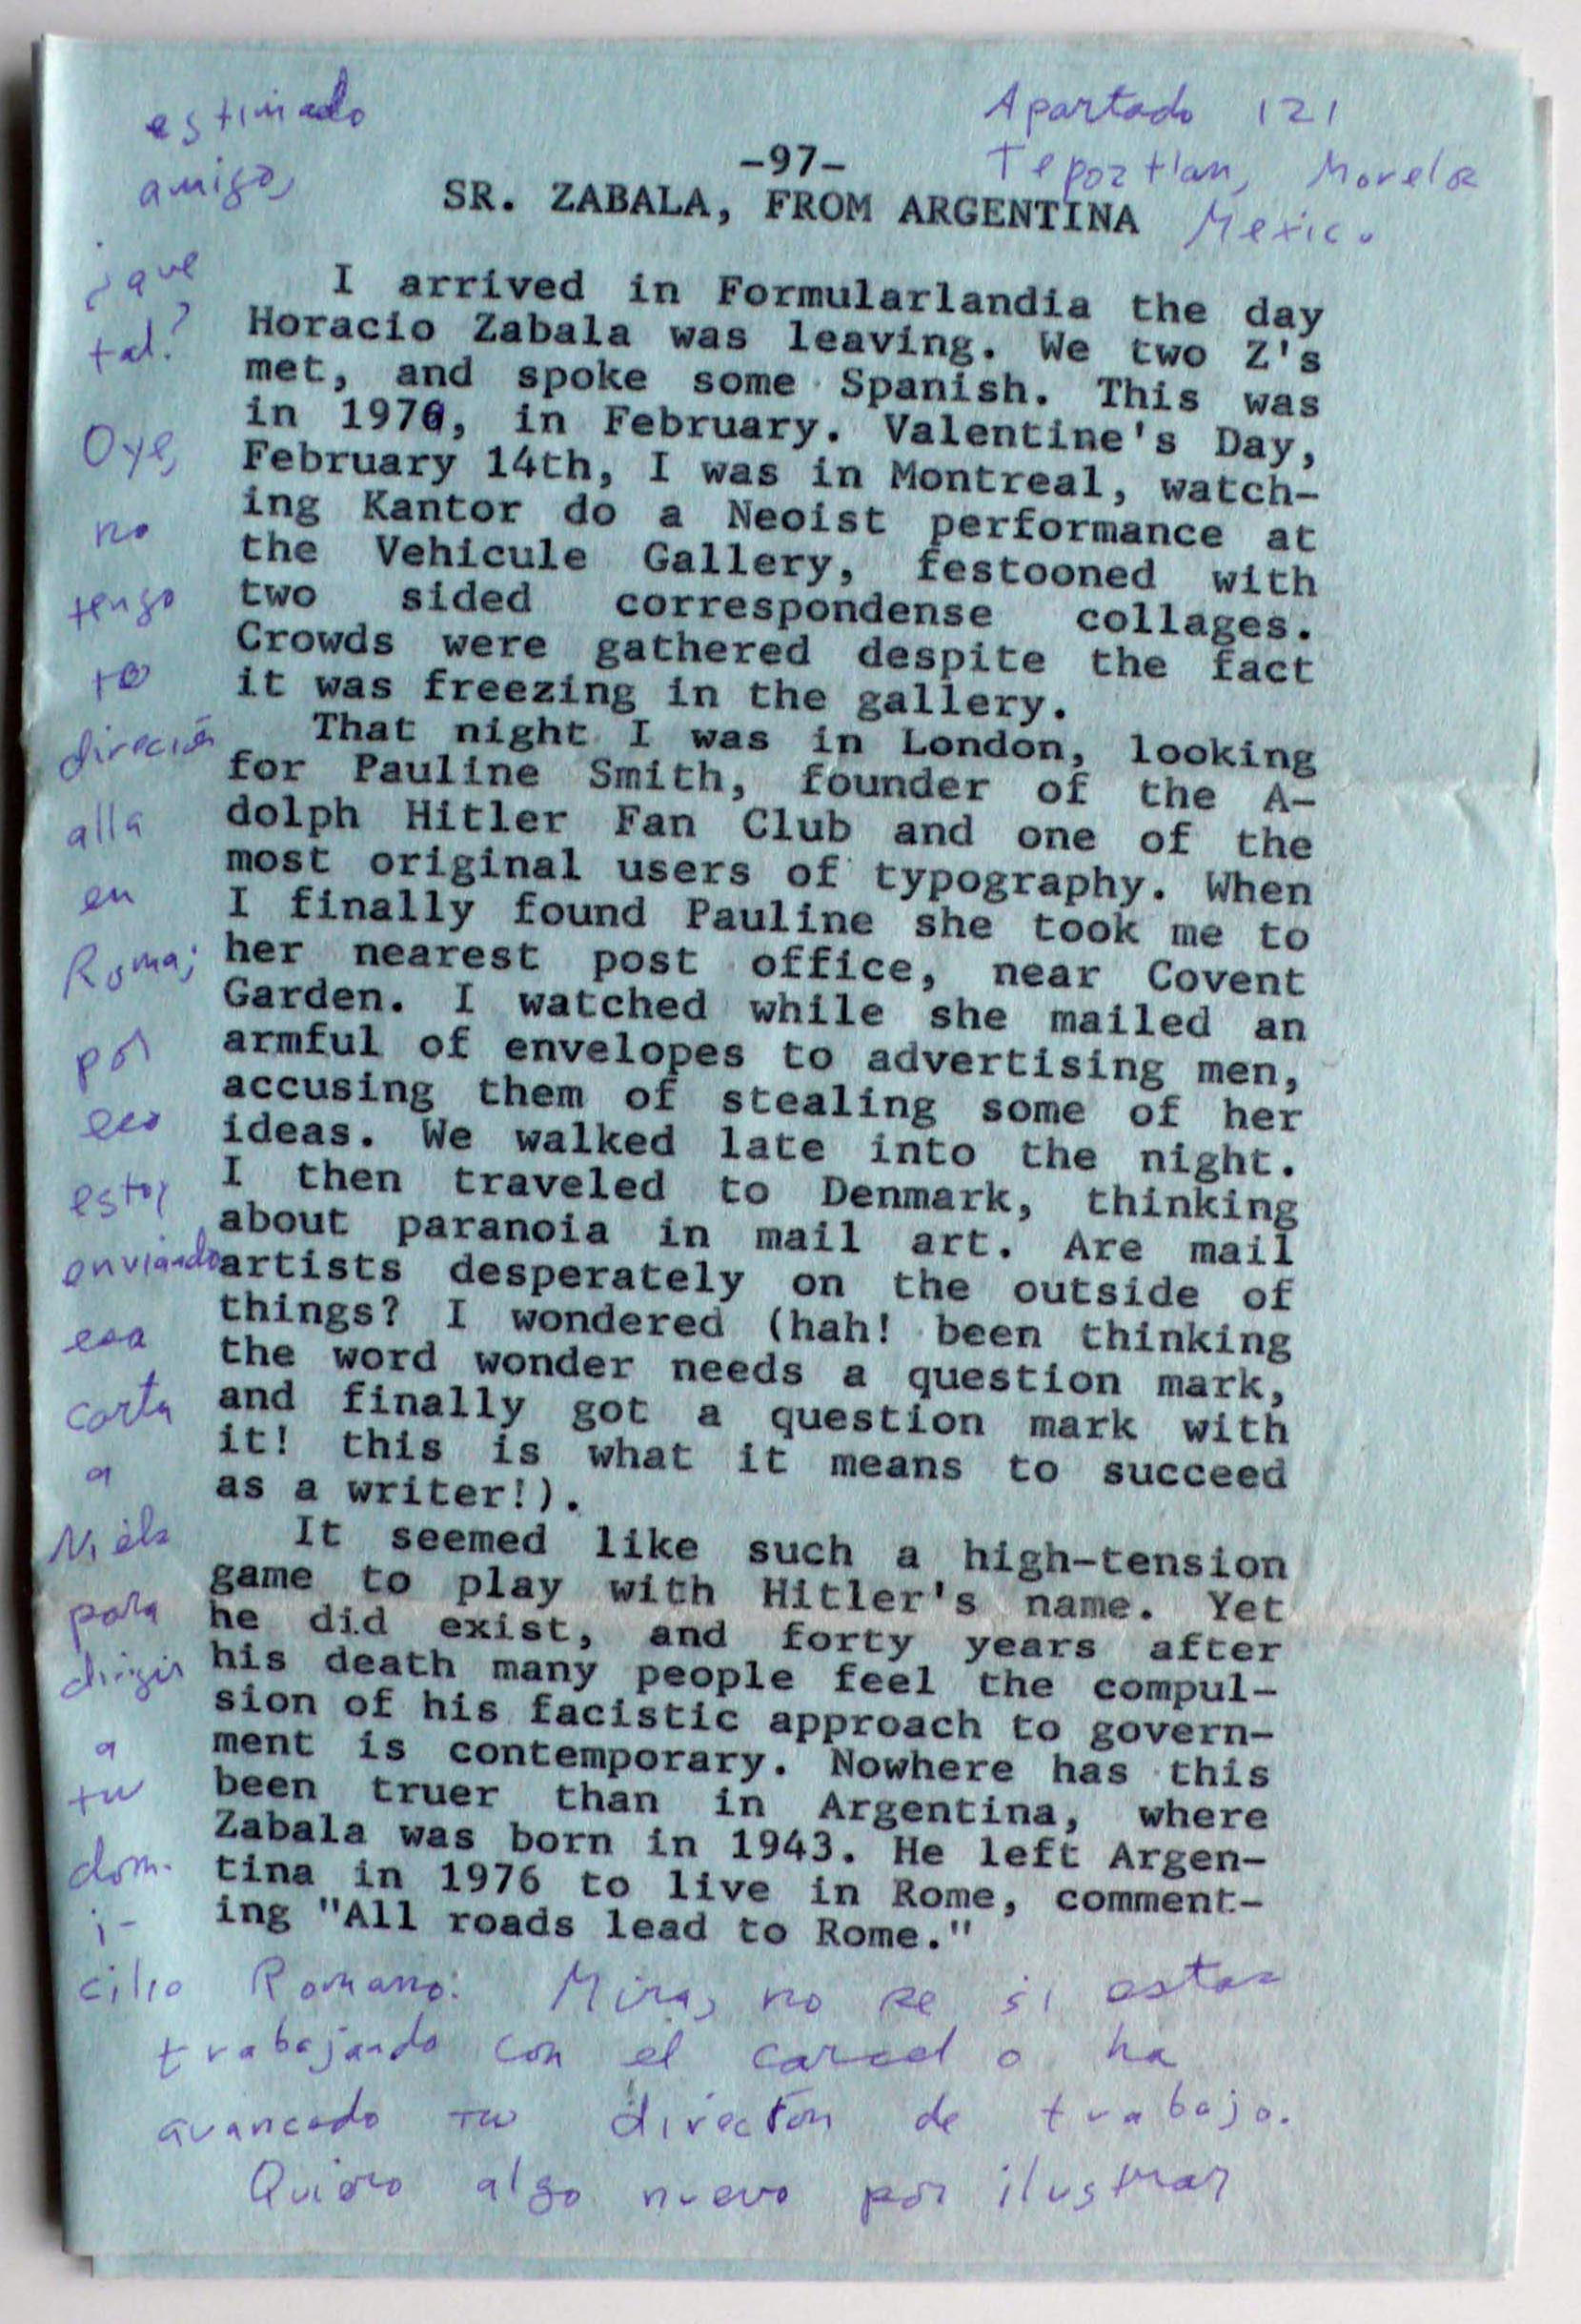 estimado
amigo,
Apartado 121
Tepoztlan, Morelos
Mexico
-97-
SR. ZABALA, FROM ARGENTINA
I arrived in Formularlandia the day
Horacio Zabala was leaving. We two Z's
met, and spoke some Spanish. This was
in 1976, in February. Valentine's Day,
February 14th, I was in Montreal, watch-
ing Kantor do a Neoist performance at
the Vehicule Gallery, festooned with
two sided correspondense collages.
Crowds were gathered despite the fact
it was freezing in the gallery.
That night I was in London, looking
for Pauline Smith, founder of the A-
dolph Hitler Fan Club and one of the
most original users of typography. When
I finally found Pauline she took me to
her nearest post office, near Covent
Garden. I watched while she mailed an
armful of envelopes to advertising men,
accusing them of stealing some of her
ideas. We walked late into the night.
I then traveled to Denmark, thinking
about paranoia in mail art. Are mail
artists desperately on the outside of
things? I wondered (hah! been thinking
the word wonder needs a question mark,
and finally got a question mark with
it! this is what it means to succeed
as a writer!).
It seemed like such a high-tension
game to play with Hitler's name. Yet
he did exist, and forty years after
his death many people feel the compul-
sion of his facistic approach to govern-
ment is contemporary. Nowhere has this
been truer than in Argentina, where
Zabala was born in 1943. He left Argen-
tina in 1976 to live in Rome, comment-
ing "All roads lead to Rome."
¿que
tal?
Oye,
no
tengo
tu
direción
alla
en
Roma;
por
eso
estoy
enviando
esa
carta
a
Niels
para
dirigir
a
tu
dom-
i-
cilio Romano. Mira, no se si estas
trabajando con el carcel o ha
avancado tu direction de trabajo.
Quiero algo nuevo por ilustrar